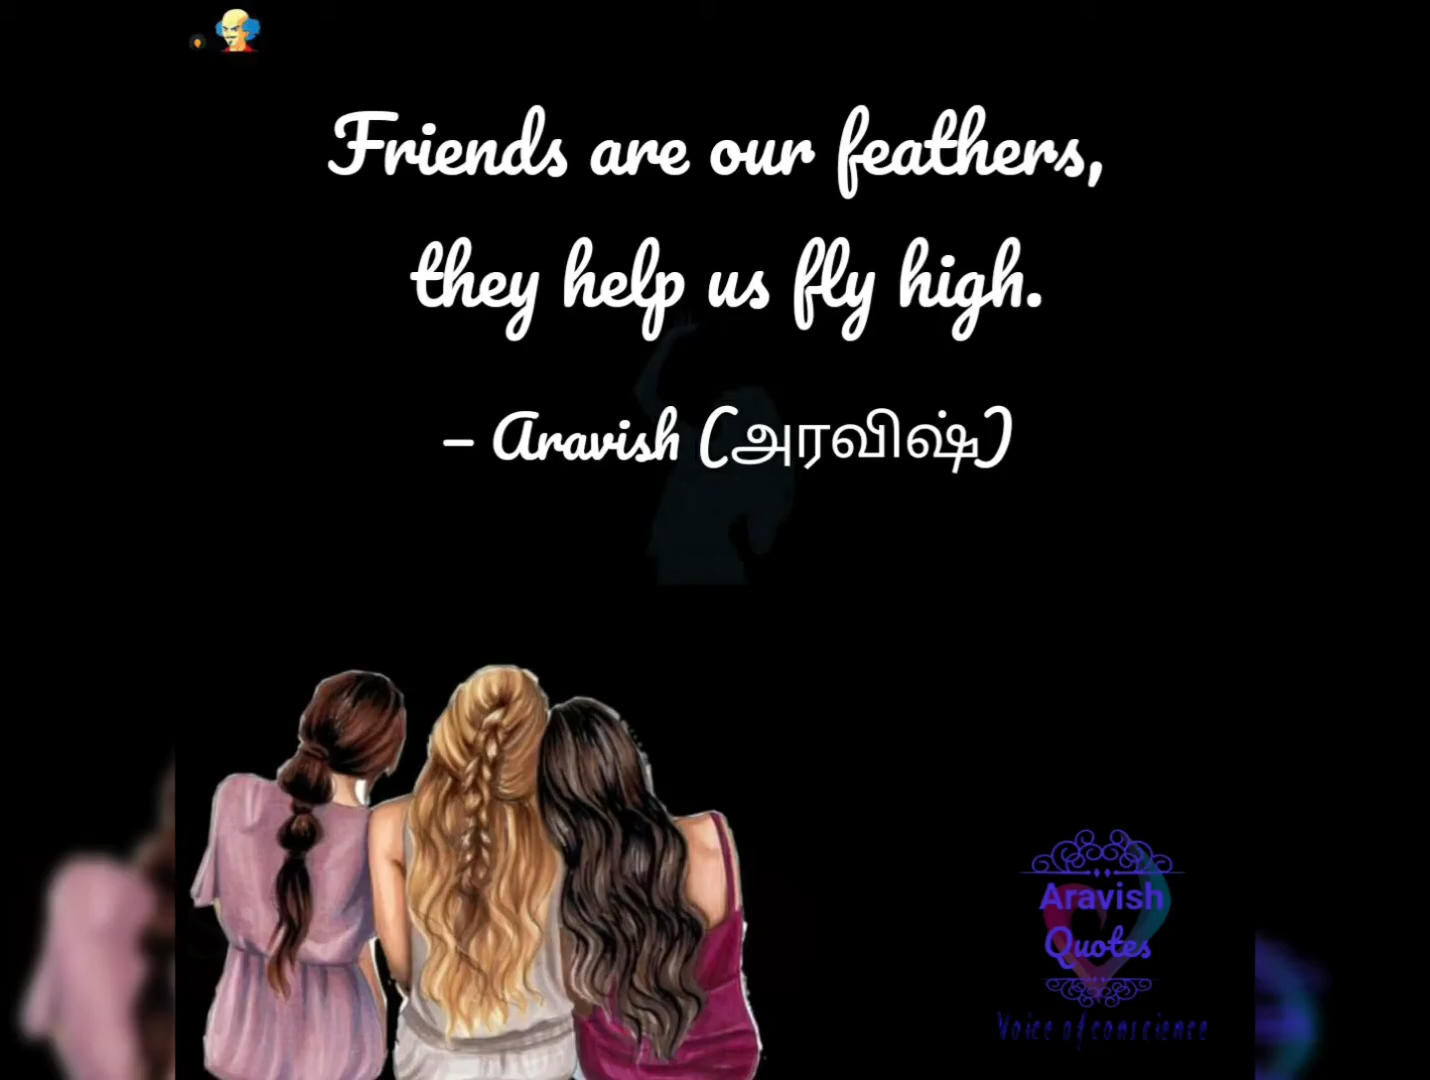 Friends are our feathers,
they help us fly high.
– Aravish (அரவிஷ்)
Aravish
Quotes
Voice of conscience